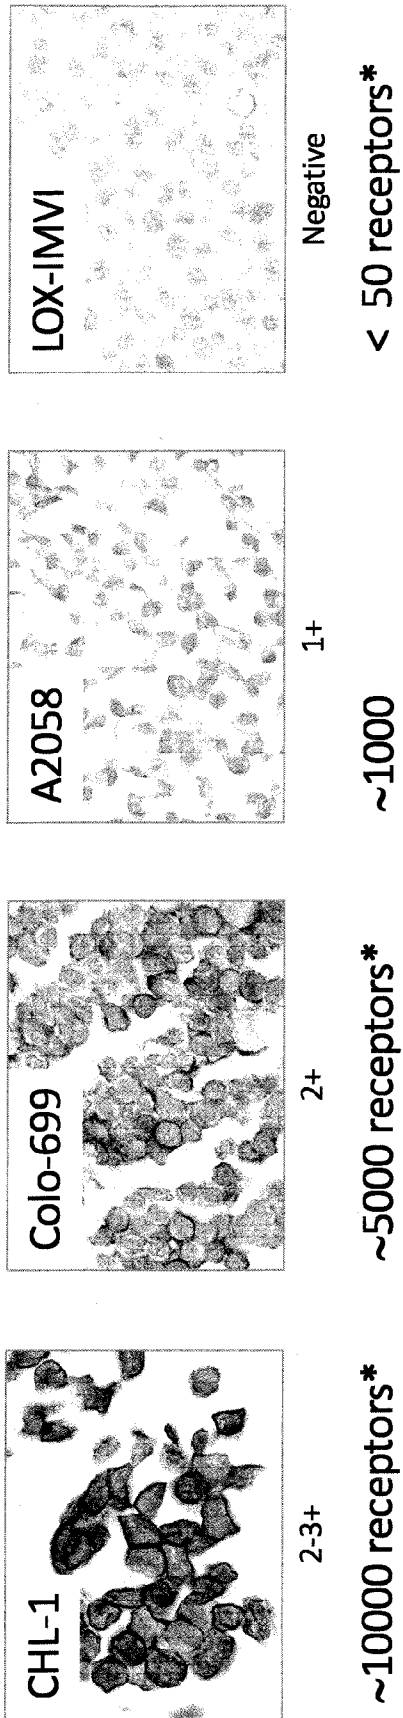 CHL-1
2-3+
~10000 receptors*
Colo-699
2+
~5000 receptors*
A2058
1+
~1000
LOX-IMVI
Negative
< 50 receptors*